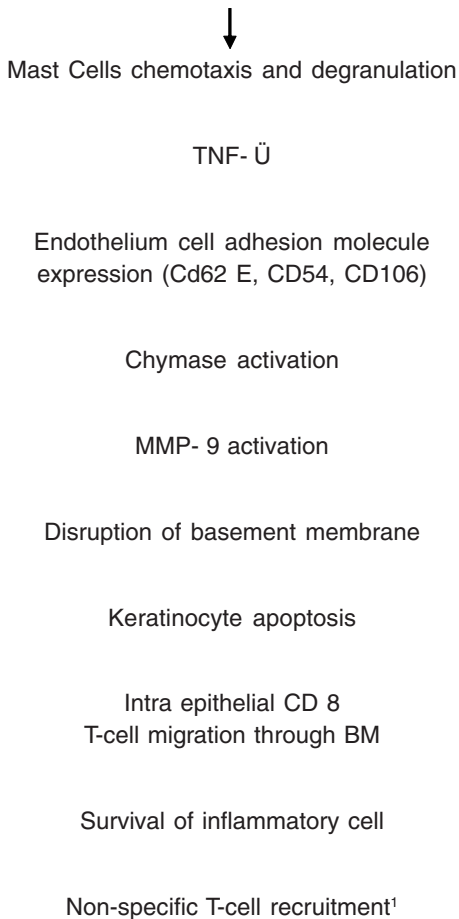 Mast Cells chemotaxis and degranulation
TNF- Ü
Endothelium cell adhesion molecule
expression (Cd62 E, CD54, CD106)
Chymase activation
MMP- 9 activation
Disruption of basement membrane
Keratinocyte apoptosis
Intra epithelial CD 8
T-cell migration through BM
Survival of inflammatory cell
Non-specific T-cell recruitment¹